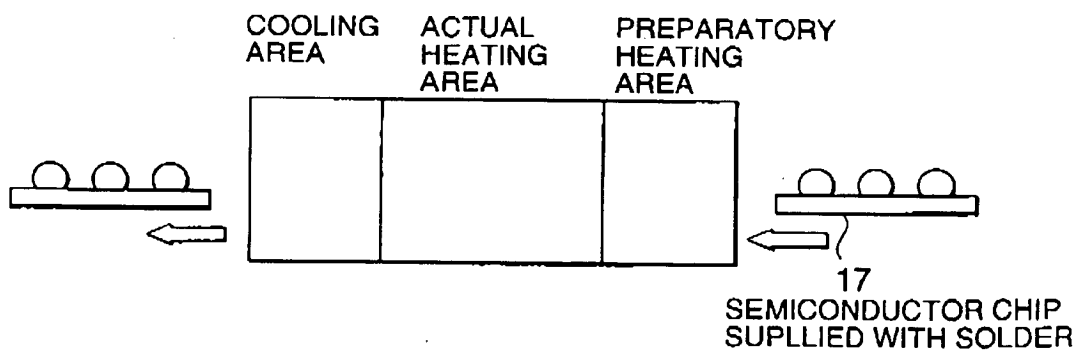 COOLING
AREA
ACTUAL
HEATING
AREA
PREPARATORY
HEATING
AREA
17
SEMICONDUCTOR CHIP
SUPLLIED WITH SOLDER